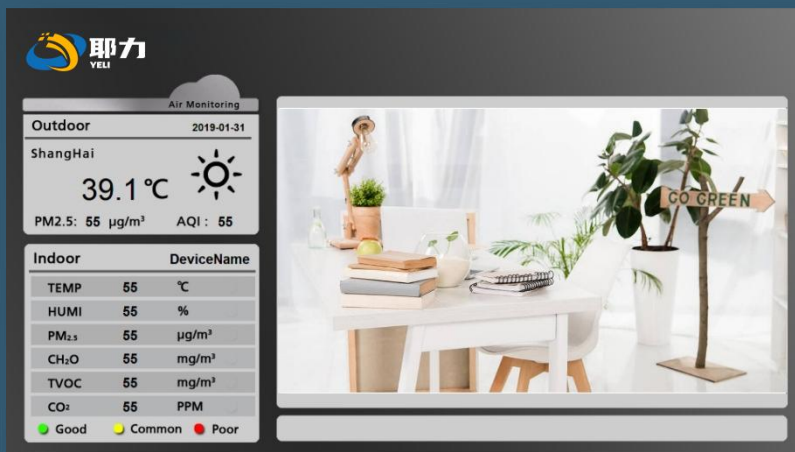 耶力
YELI
Air Monitoring
Outdoor 2019-01-31
ShangHai
39.1℃
PM2.5: 55 μg/m³ AQI : 55
Indoor DeviceName
TEMP 55 ℃
HUMI 55 %
PM₂.₅ 55 μg/m³
CH₂O 55 mg/m³
TVOC 55 mg/m³
CO² 55 PPM
Good Common Poor
GO GREEN